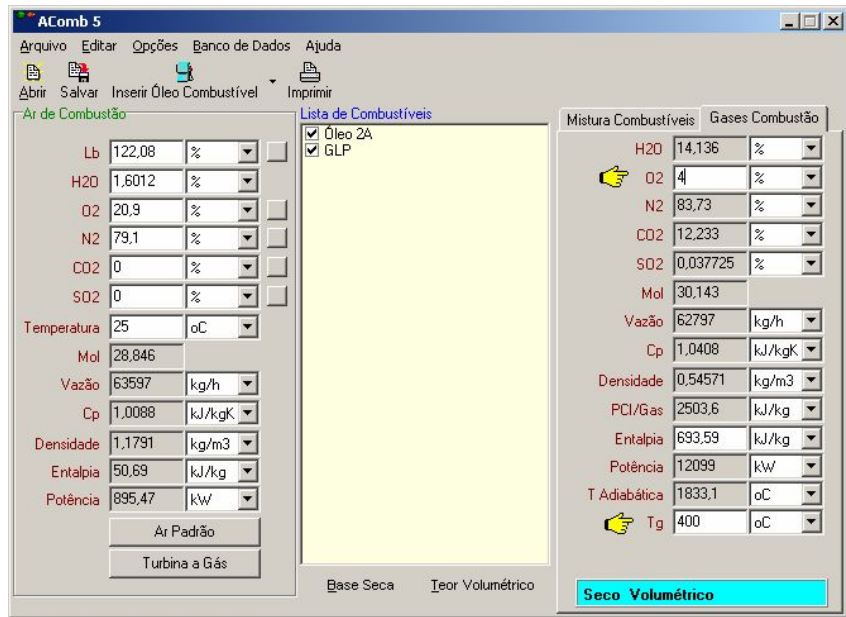 AComb 5
Arquivo Editar Opções Banco de Dados Ajuda
Abrir Salvar Inserir Óleo Combustível Imprimir
Ar de Combustão
Lb 122,08 %
H2O 1,6012 %
O2 20,9 %
N2 79,1 %
CO2 0 %
SO2 0 %
Temperatura 25 oC
Mol 28,846
Vazão 63597 kg/h
Cp 1,0088 kJ/kgK
Densidade 1,1791 kg/m3
Entalpia 50,69 kJ/kg
Potência 895,47 kW
Ar Padrão
Turbina a Gás
Lista de Combustíveis
Óleo 2A
GLP
Base Seca Teor Volumétrico
Mistura Combustíveis Gases Combustão
H2O 14,136 %
O2 4 %
N2 83,73 %
CO2 12,233 %
SO2 0,037725 %
Mol 30,143
Vazão 62797 kg/h
Cp 1,0408 kJ/kgK
Densidade 0,54571 kg/m3
PCI/Gas 2503,6 kJ/kg
Entalpia 693,59 kJ/kg
Potência 12099 kW
T Adiabática 1833,1 oC
Tg 400 oC
Seco Volumétrico